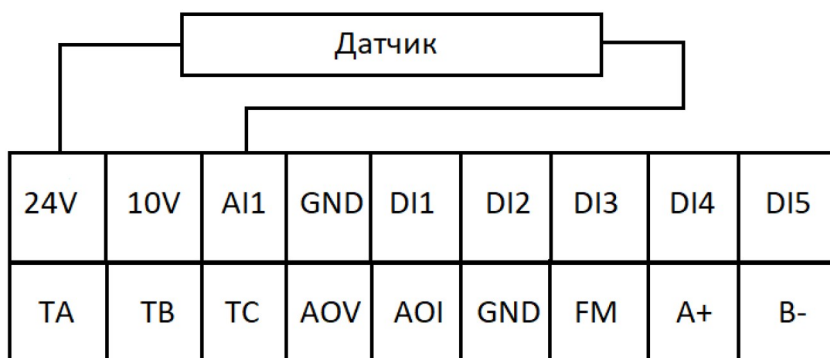 Датчик
24V 10V AI1 GND DI1 DI2 DI3 DI4 DI5
TA TB TC AOV AOI GND FM A+ B-